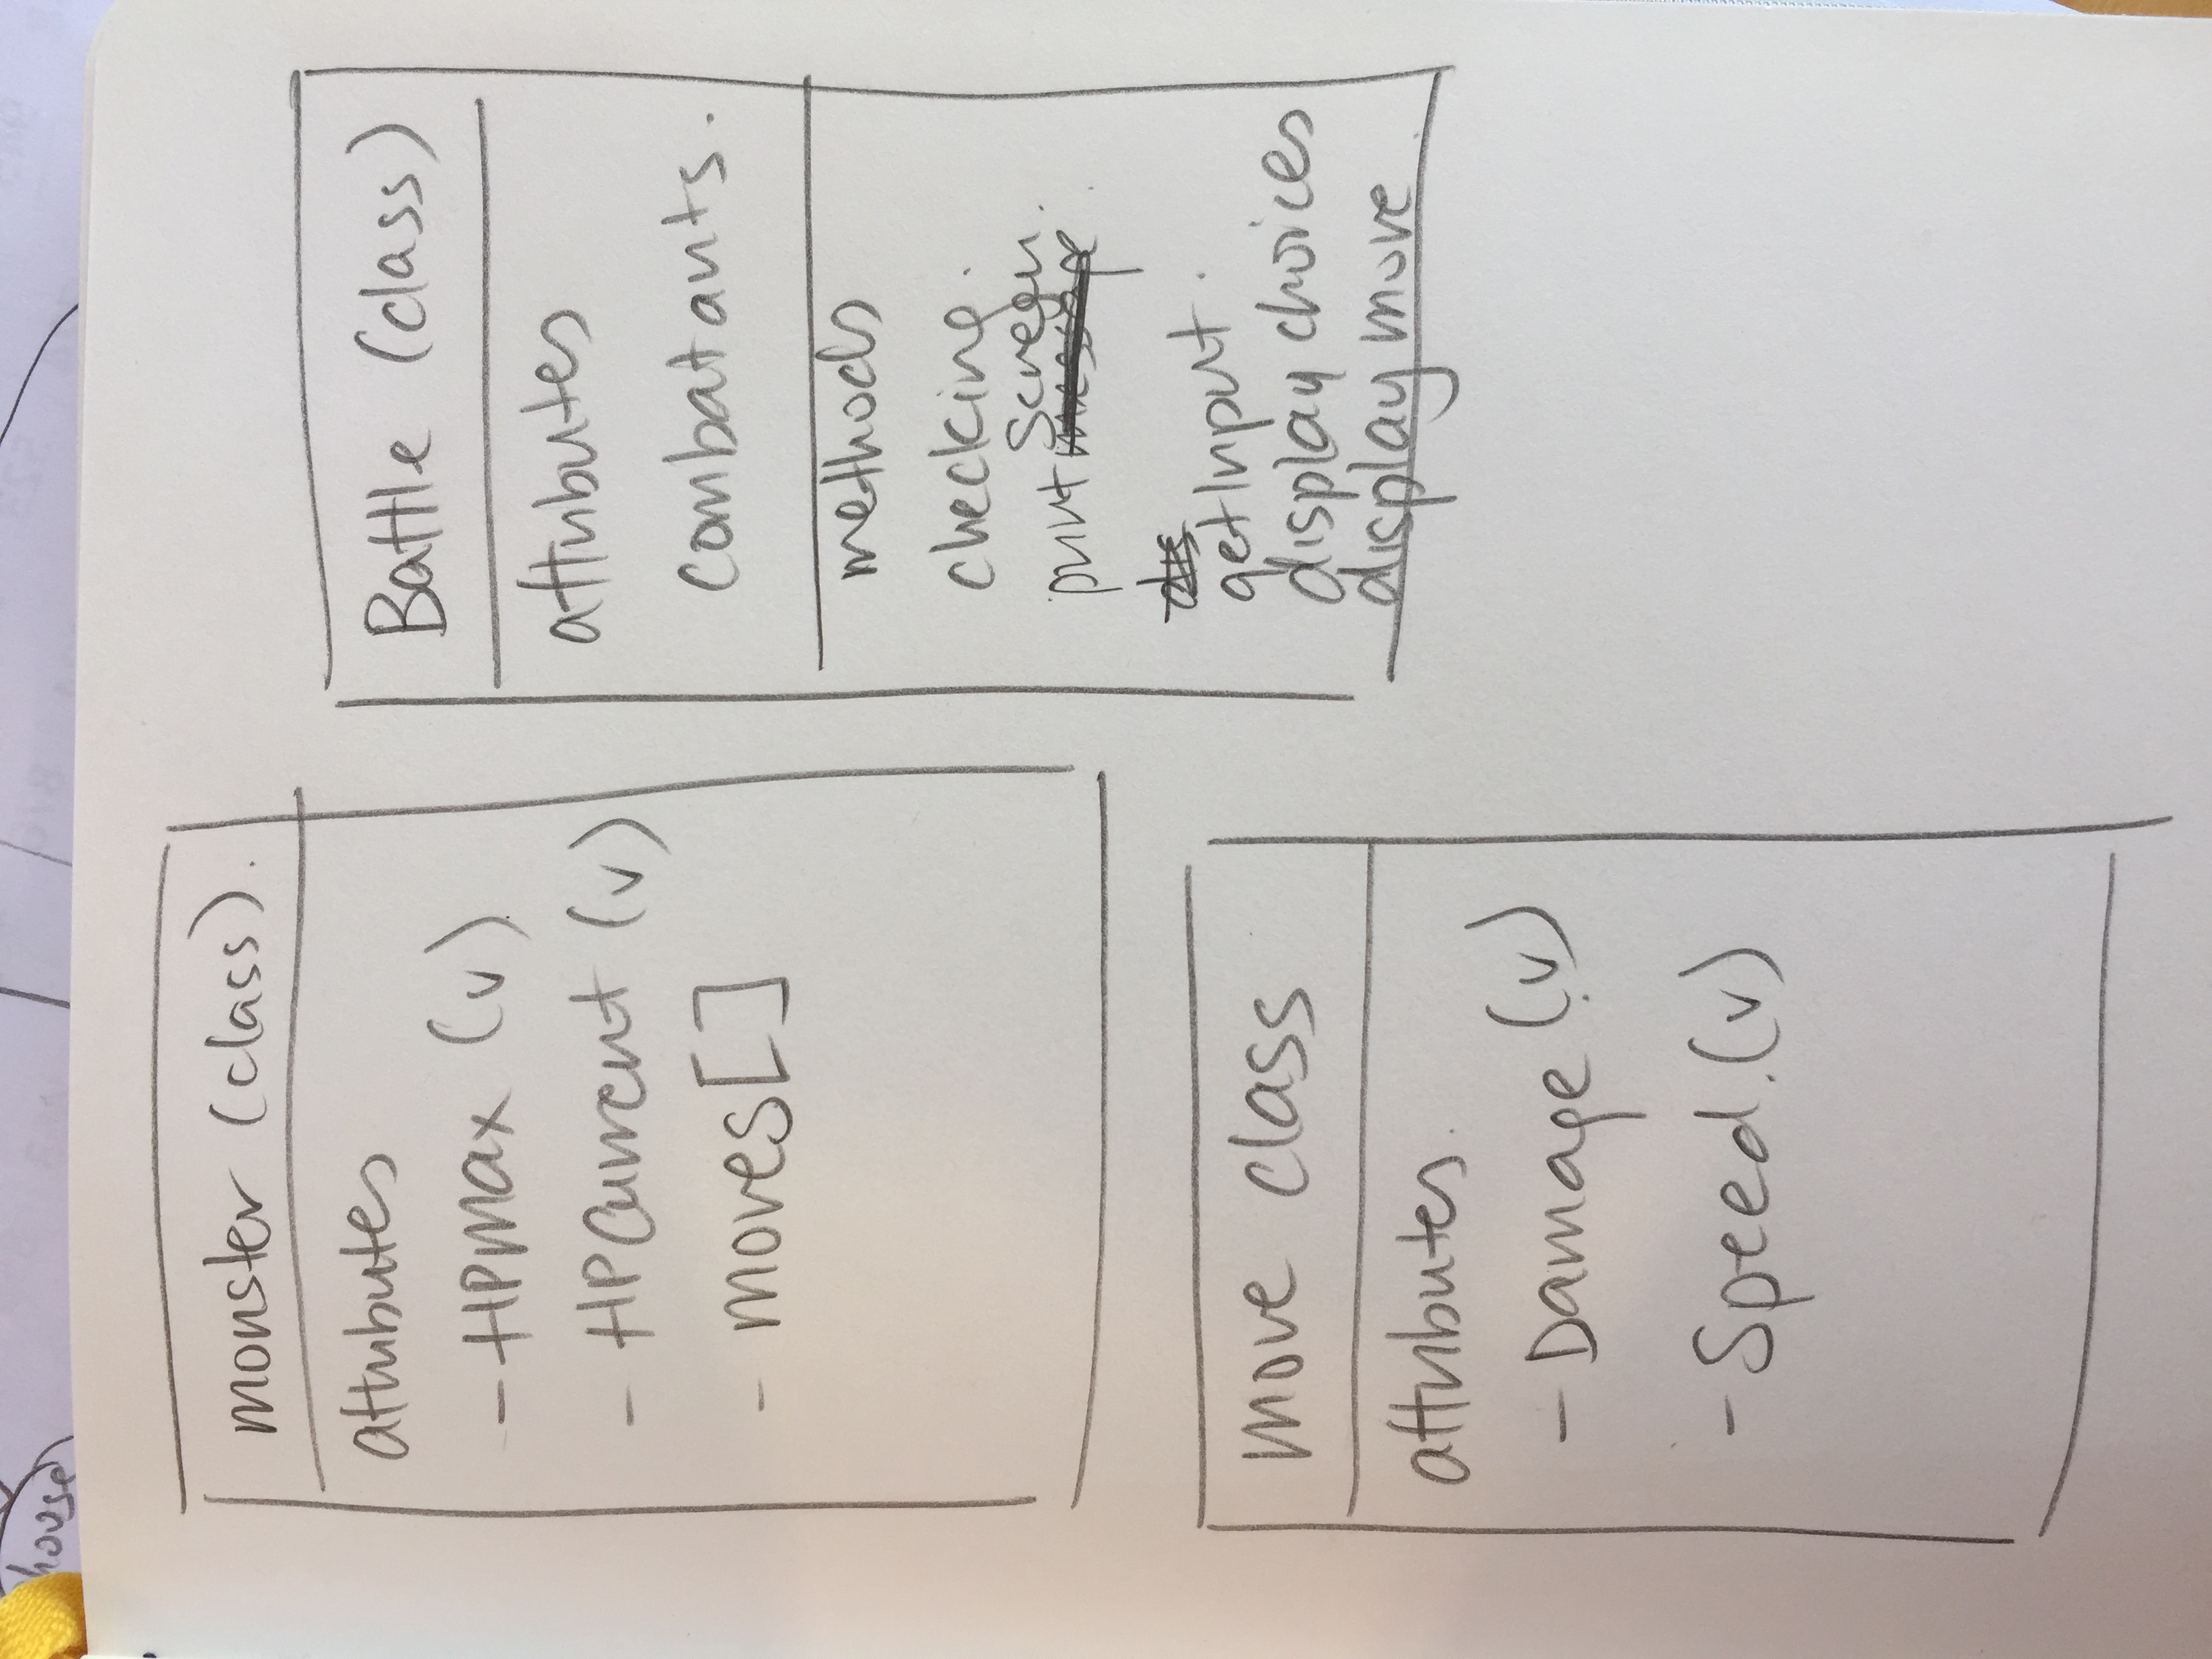 house
monster (class).
attributes
- HPMax (v)
- HPCurrent (v)
- moves[]
Battle (class)
attributes
combatants.
methods
checking.
screen.
print message
dis
getInput.
display choices
display move.
move class
attributes.
- Damage (v)
- Speed. (v)